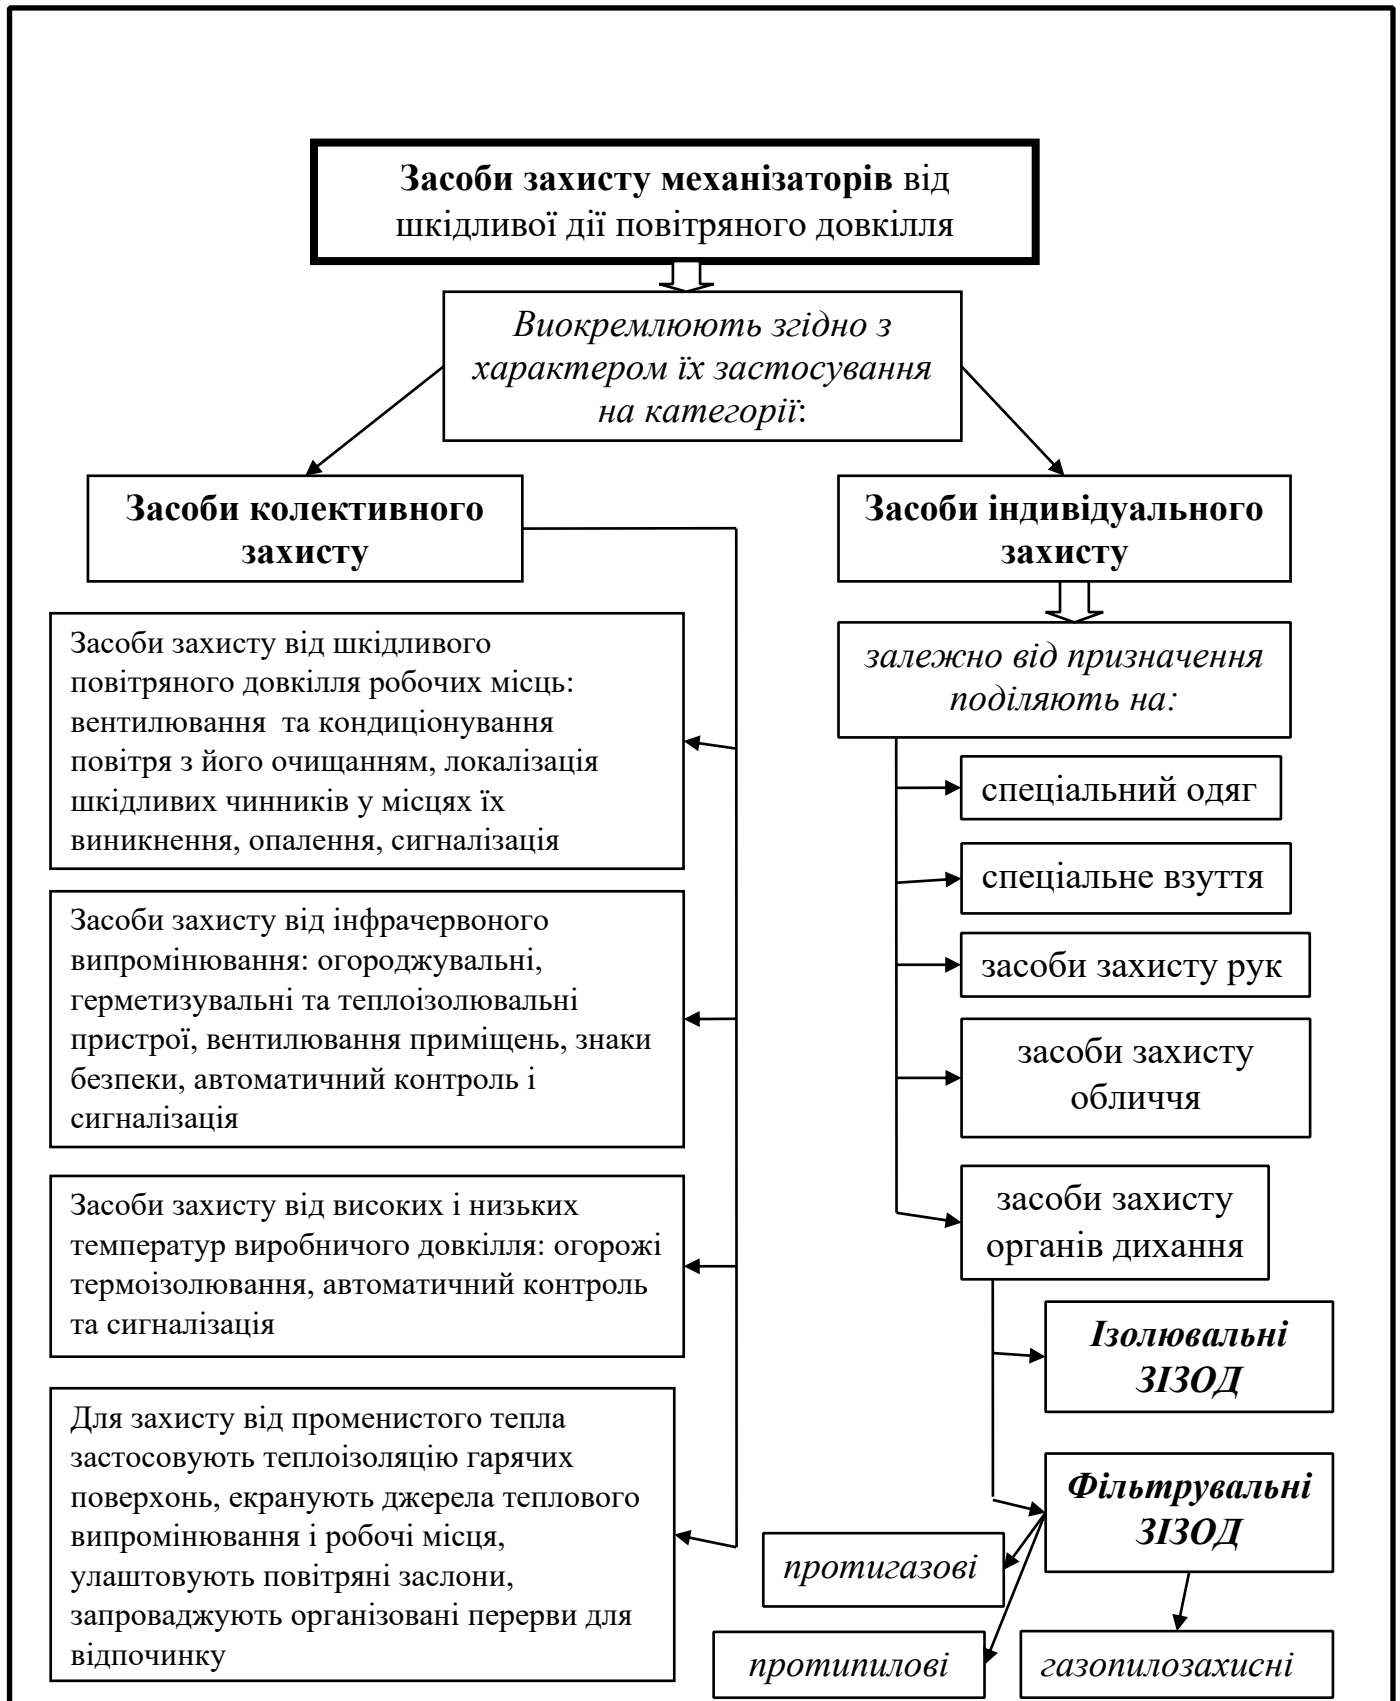 Засоби захисту механізаторів від
шкідливої дії повітряного довкілля
Виокремлюють згідно з
характером їх застосування
на категорії:
Засоби колективного
захисту
Засоби захисту від шкідливого
повітряного довкілля робочих місць:
вентилювання та кондиціонування
повітря з його очищанням, локалізація
шкідливих чинників у місцях їх
виникнення, опалення, сигналізація
Засоби захисту від інфрачервоного
випромінювання: огороджувальні,
герметизувальні та теплоізолювальні
пристрої, вентилювання приміщень, знаки
безпеки, автоматичний контроль і
сигналізація
Засоби захисту від високих і низьких
температур виробничого довкілля: огорожі
термоізолювання, автоматичний контроль
та сигналізація
Для захисту від променистого тепла
застосовують теплоізоляцію гарячих
поверхонь, екранують джерела теплового
випромінювання і робочі місця,
улаштовують повітряні заслони,
запроваджують організовані перерви для
відпочинку
Засоби індивідуального
захисту
залежно від призначення
поділяють на:
спеціальний одяг
спеціальне взуття
засоби захисту рук
засоби захисту
обличчя
засоби захисту
органів дихання
Ізолювальні
ЗІЗОД
Фільтрувальні
ЗІЗОД
протигазові
протипилові
газопилозахисні